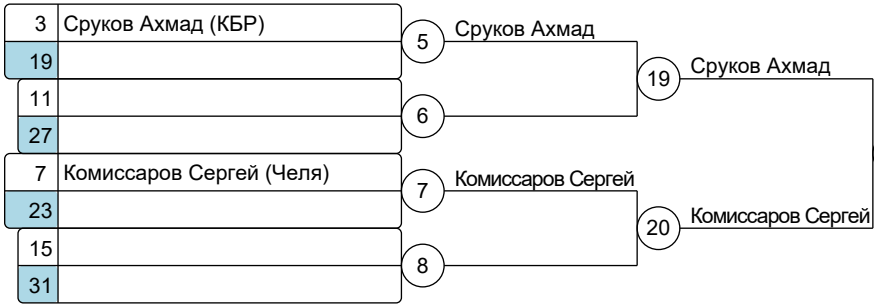 3 Сруков Ахмад (КБР)
19
11
27
7 Комиссаров Сергей (Челя)
23
15
31
5 Сруков Ахмад
6
7 Комиссаров Сергей
8
19 Сруков Ахмад
20 Комиссаров Сергей